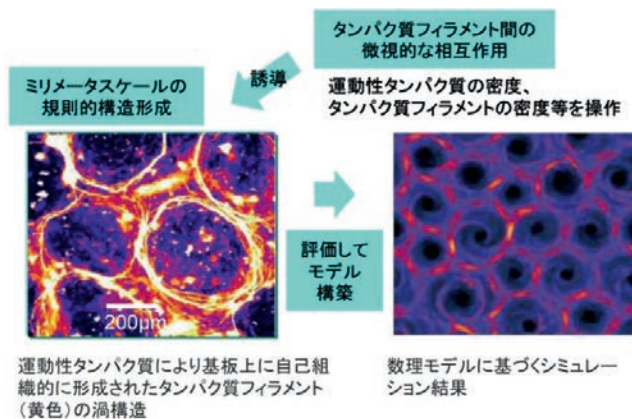 タンパク質フィラメント間の
微視的な相互作用
誘導
ミリメータスケールの
規則的構造形成
運動性タンパク質の密度、
タンパク質フィラメントの密度等を操作
評価して
モデル
構築
200μm
運動性タンパク質により基板上に自己組
織的に形成されたタンパク質フィラメント
(黄色)の渦構造
数理モデルに基づくシミュレー
ション結果